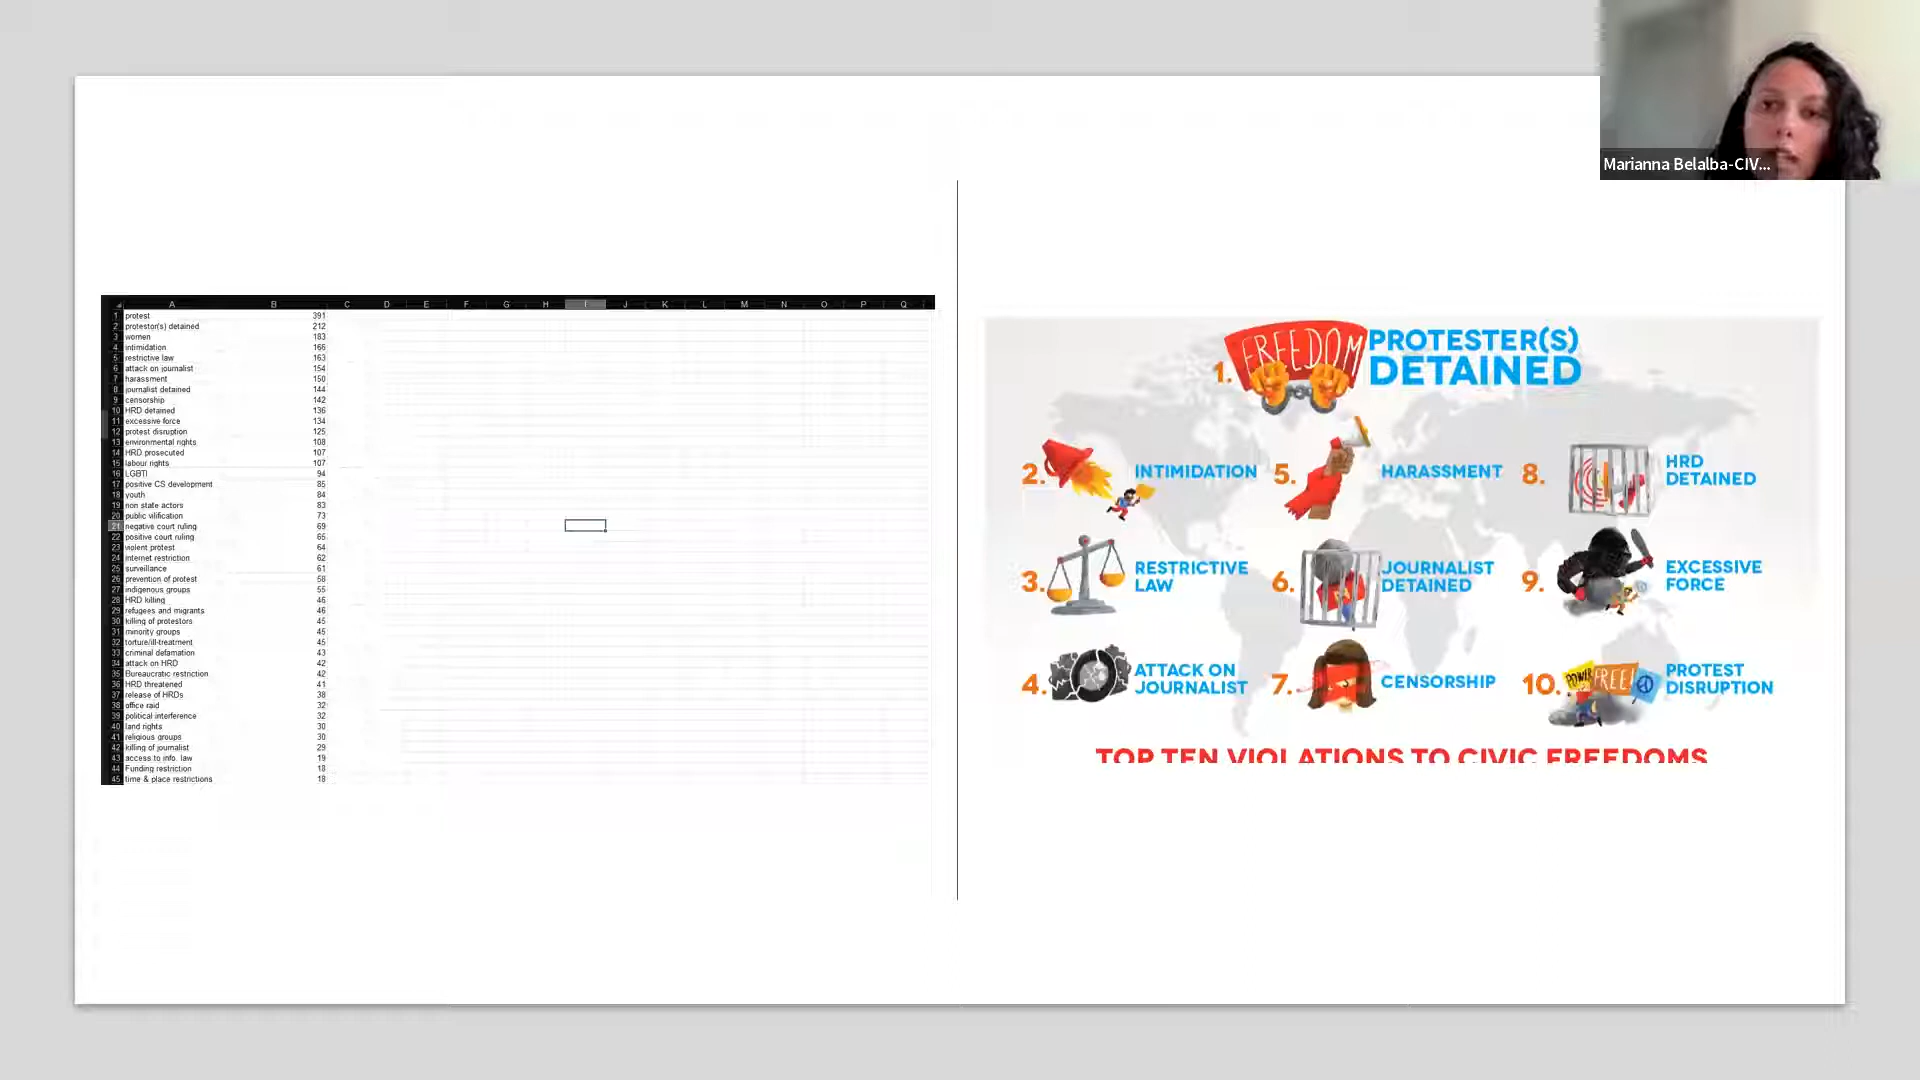 Marianna Belalba-CIV...
A B C D E F G H I J K L M N O P Q
1 protest 391
2 protestor(s) detained 212
3 women 183
4 intimidation 166
5 restrictive law 163
6 attack on journalist 154
7 harassment 150
8 journalist detained 144
9 censorship 142
10 HRD detained 136
11 excessive force 134
12 protest disruption 125
13 environmental rights 108
14 HRD prosecuted 107
15 labour rights 107
16 LGBTI 94
17 positive CS development 85
18 youth 84
19 non state actors 83
20 public vilification 73
21 negative court ruling 69
22 positive court ruling 65
23 violent protest 64
24 internet restriction 62
25 surveillance 61
26 prevention of protest 58
27 indigenous groups 55
28 HRD killing 46
29 refugees and migrants 46
30 killing of protestors 45
31 minority groups 45
32 torture/ill-treatment 45
33 criminal defamation 43
34 attack on HRD 42
35 Bureaucratic restriction 42
36 HRD threatened 41
37 release of HRDs 38
38 office raid 32
39 political interference 32
40 land rights 30
41 religious groups 30
42 killing of journalist 29
43 access to info. law 19
44 Funding restriction 18
45 time & place restrictions 18
FREEDOM
1. PROTESTER(S)
DETAINED
2. INTIMIDATION
3. RESTRICTIVE
LAW
4. ATTACK ON
JOURNALIST
5. HARASSMENT
6. JOURNALIST
DETAINED
7. CENSORSHIP
8. HRD
DETAINED
9. EXCESSIVE
FORCE
10. PROTEST
DISRUPTION
POWER
FREE!
TOP TEN VIOLATIONS TO CIVIC FREEDOMS